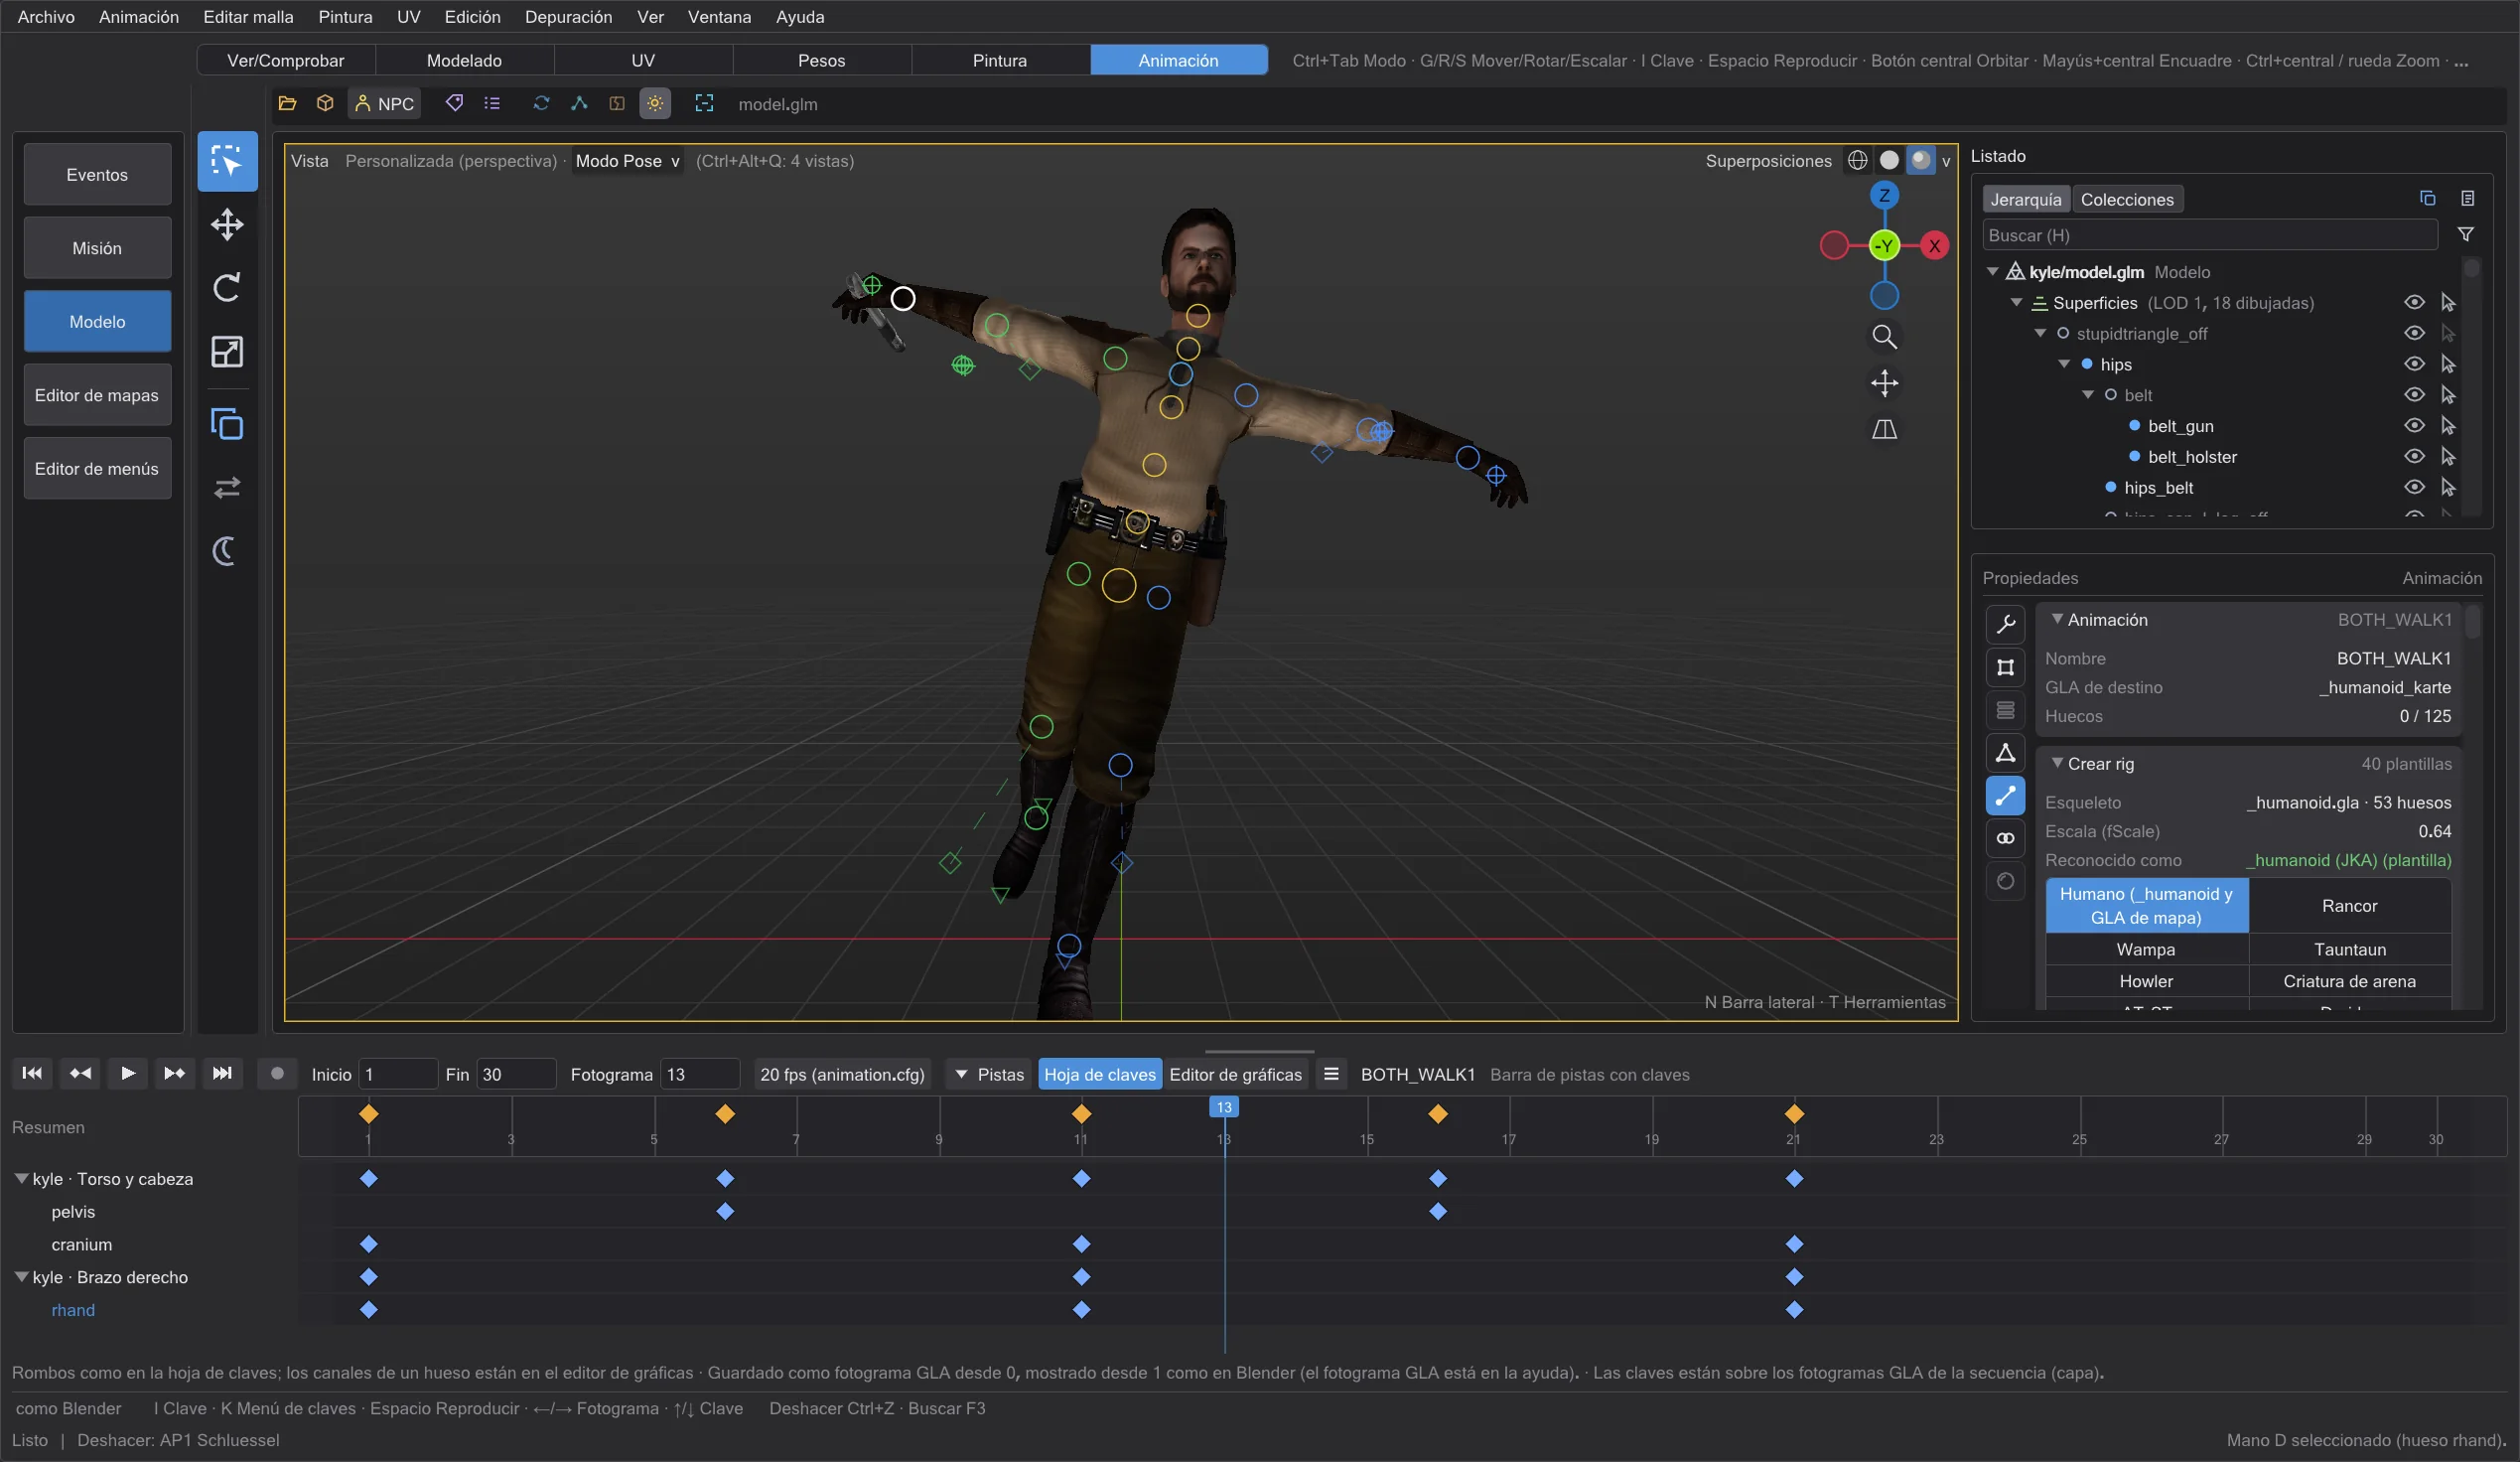 Archivo Animación Editar malla Pintura UV Edición Depuración Ver Ventana Ayuda
Ver/Comprobar Modelado UV Pesos Pintura Animación Ctrl+Tab Modo · G/R/S Mover/Rotar/Escalar · I Clave · Espacio Reproducir · Botón central Orbitar · Mayús+central Encuadre · Ctrl+central / rueda Zoom · ...
NPC model.glm
Eventos
Misión
Modelo
Editor de mapas
Editor de menús
Vista Personalizada (perspectiva) · Modo Pose v (Ctrl+Alt+Q: 4 vistas) Superposiciones v
Z
-Y
X
N Barra lateral · T Herramientas
Listado
Jerarquía Colecciones
Buscar (H)
kyle/model.glm Modelo
Superficies (LOD 1, 18 dibujadas)
stupidtriangle_off
hips
belt
belt_gun
belt_holster
hips_belt
Propiedades Animación
Animación BOTH_WALK1
Nombre BOTH_WALK1
GLA de destino _humanoid_karte
Huecos 0 / 125
Crear rig 40 plantillas
Esqueleto _humanoid.gla · 53 huesos
Escala (fScale) 0.64
Reconocido como _humanoid (JKA) (plantilla)
Humano (_humanoid y GLA de mapa) Rancor
Wampa Tauntaun
Howler Criatura de arena
Inicio 1 Fin 30 Fotograma 13 20 fps (animation.cfg) Pistas Hoja de claves Editor de gráficas BOTH_WALK1 Barra de pistas con claves
13
Resumen 1 3 5 7 9 11 13 15 17 19 21 23 25 27 29 30
kyle · Torso y cabeza
pelvis
cranium
kyle · Brazo derecho
rhand
Rombos como en la hoja de claves; los canales de un hueso están en el editor de gráficas · Guardado como fotograma GLA desde 0, mostrado desde 1 como en Blender (el fotograma GLA está en la ayuda). · Las claves están sobre los fotogramas GLA de la secuencia (capa).
como Blender I Clave · K Menú de claves · Espacio Reproducir · ←/→ Fotograma · ↑/↓ Clave Deshacer Ctrl+Z · Buscar F3
Listo | Deshacer: AP1 Schluessel Mano D seleccionado (hueso rhand).